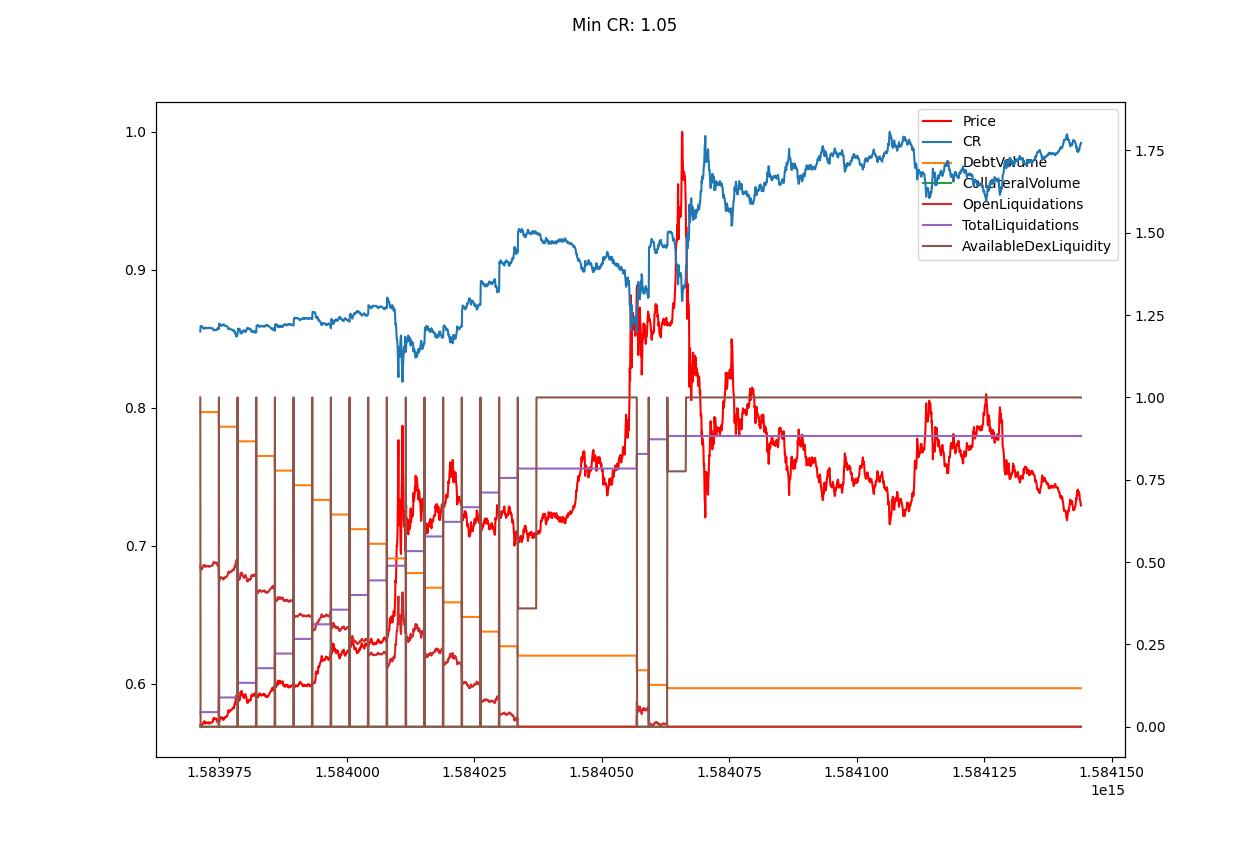 Min CR: 1.05
Price
CR
DebtVolume
CollateralVolume
OpenLiquidations
TotalLiquidations
AvailableDexLiquidity
1.0
0.9
0.8
0.7
0.6
1.75
1.50
1.25
1.00
0.75
0.50
0.25
0.00
1.583975 1.584000 1.584025 1.584050 1.584075 1.584100 1.584125 1.584150
1e15